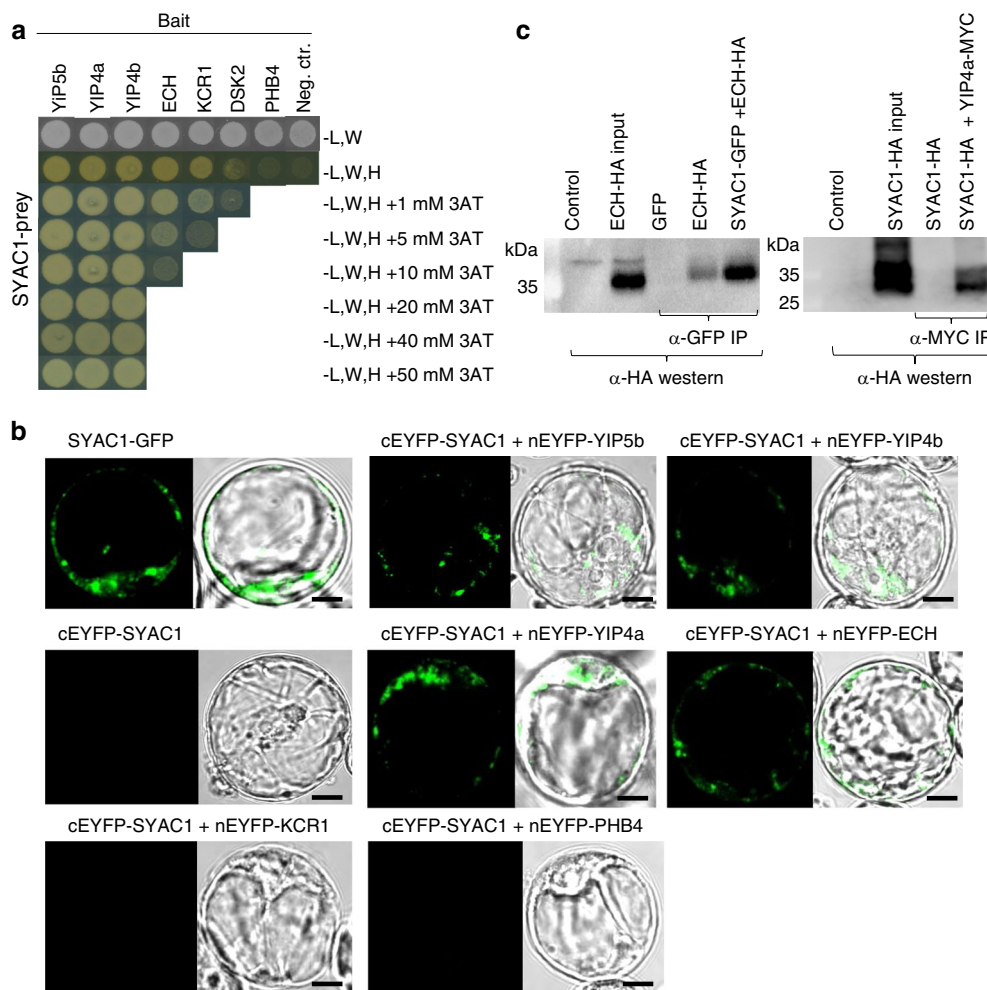 a
Bait
YiP5b
YIP4a
YIP4b
ECH
KCR1
DSK2
PHB4
Neg. ctr.
SYAC1-prey
-L,W
-L,W,H
-L,W,H +1 mM 3AT
-L,W,H +5 mM 3AT
-L,W,H +10 mM 3AT
-L,W,H +20 mM 3AT
-L,W,H +40 mM 3AT
-L,W,H +50 mM 3AT
c
Control
ECH-HA input
GFP
ECH-HA
SYAC1-GFP +ECH-HA
kDa
35
α-GFP IP
α-HA western
Control
SYAC1-HA input
SYAC1-HA
SYAC1-HA + YIP4a-MYC
kDa
35
25
α-MYC IP
α-HA western
b
SYAC1-GFP
cEYFP-SYAC1 + nEYFP-YIP5b
cEYFP-SYAC1 + nEYFP-YIP4b
cEYFP-SYAC1
cEYFP-SYAC1 + nEYFP-YIP4a
cEYFP-SYAC1 + nEYFP-ECH
cEYFP-SYAC1 + nEYFP-KCR1
cEYFP-SYAC1 + nEYFP-PHB4